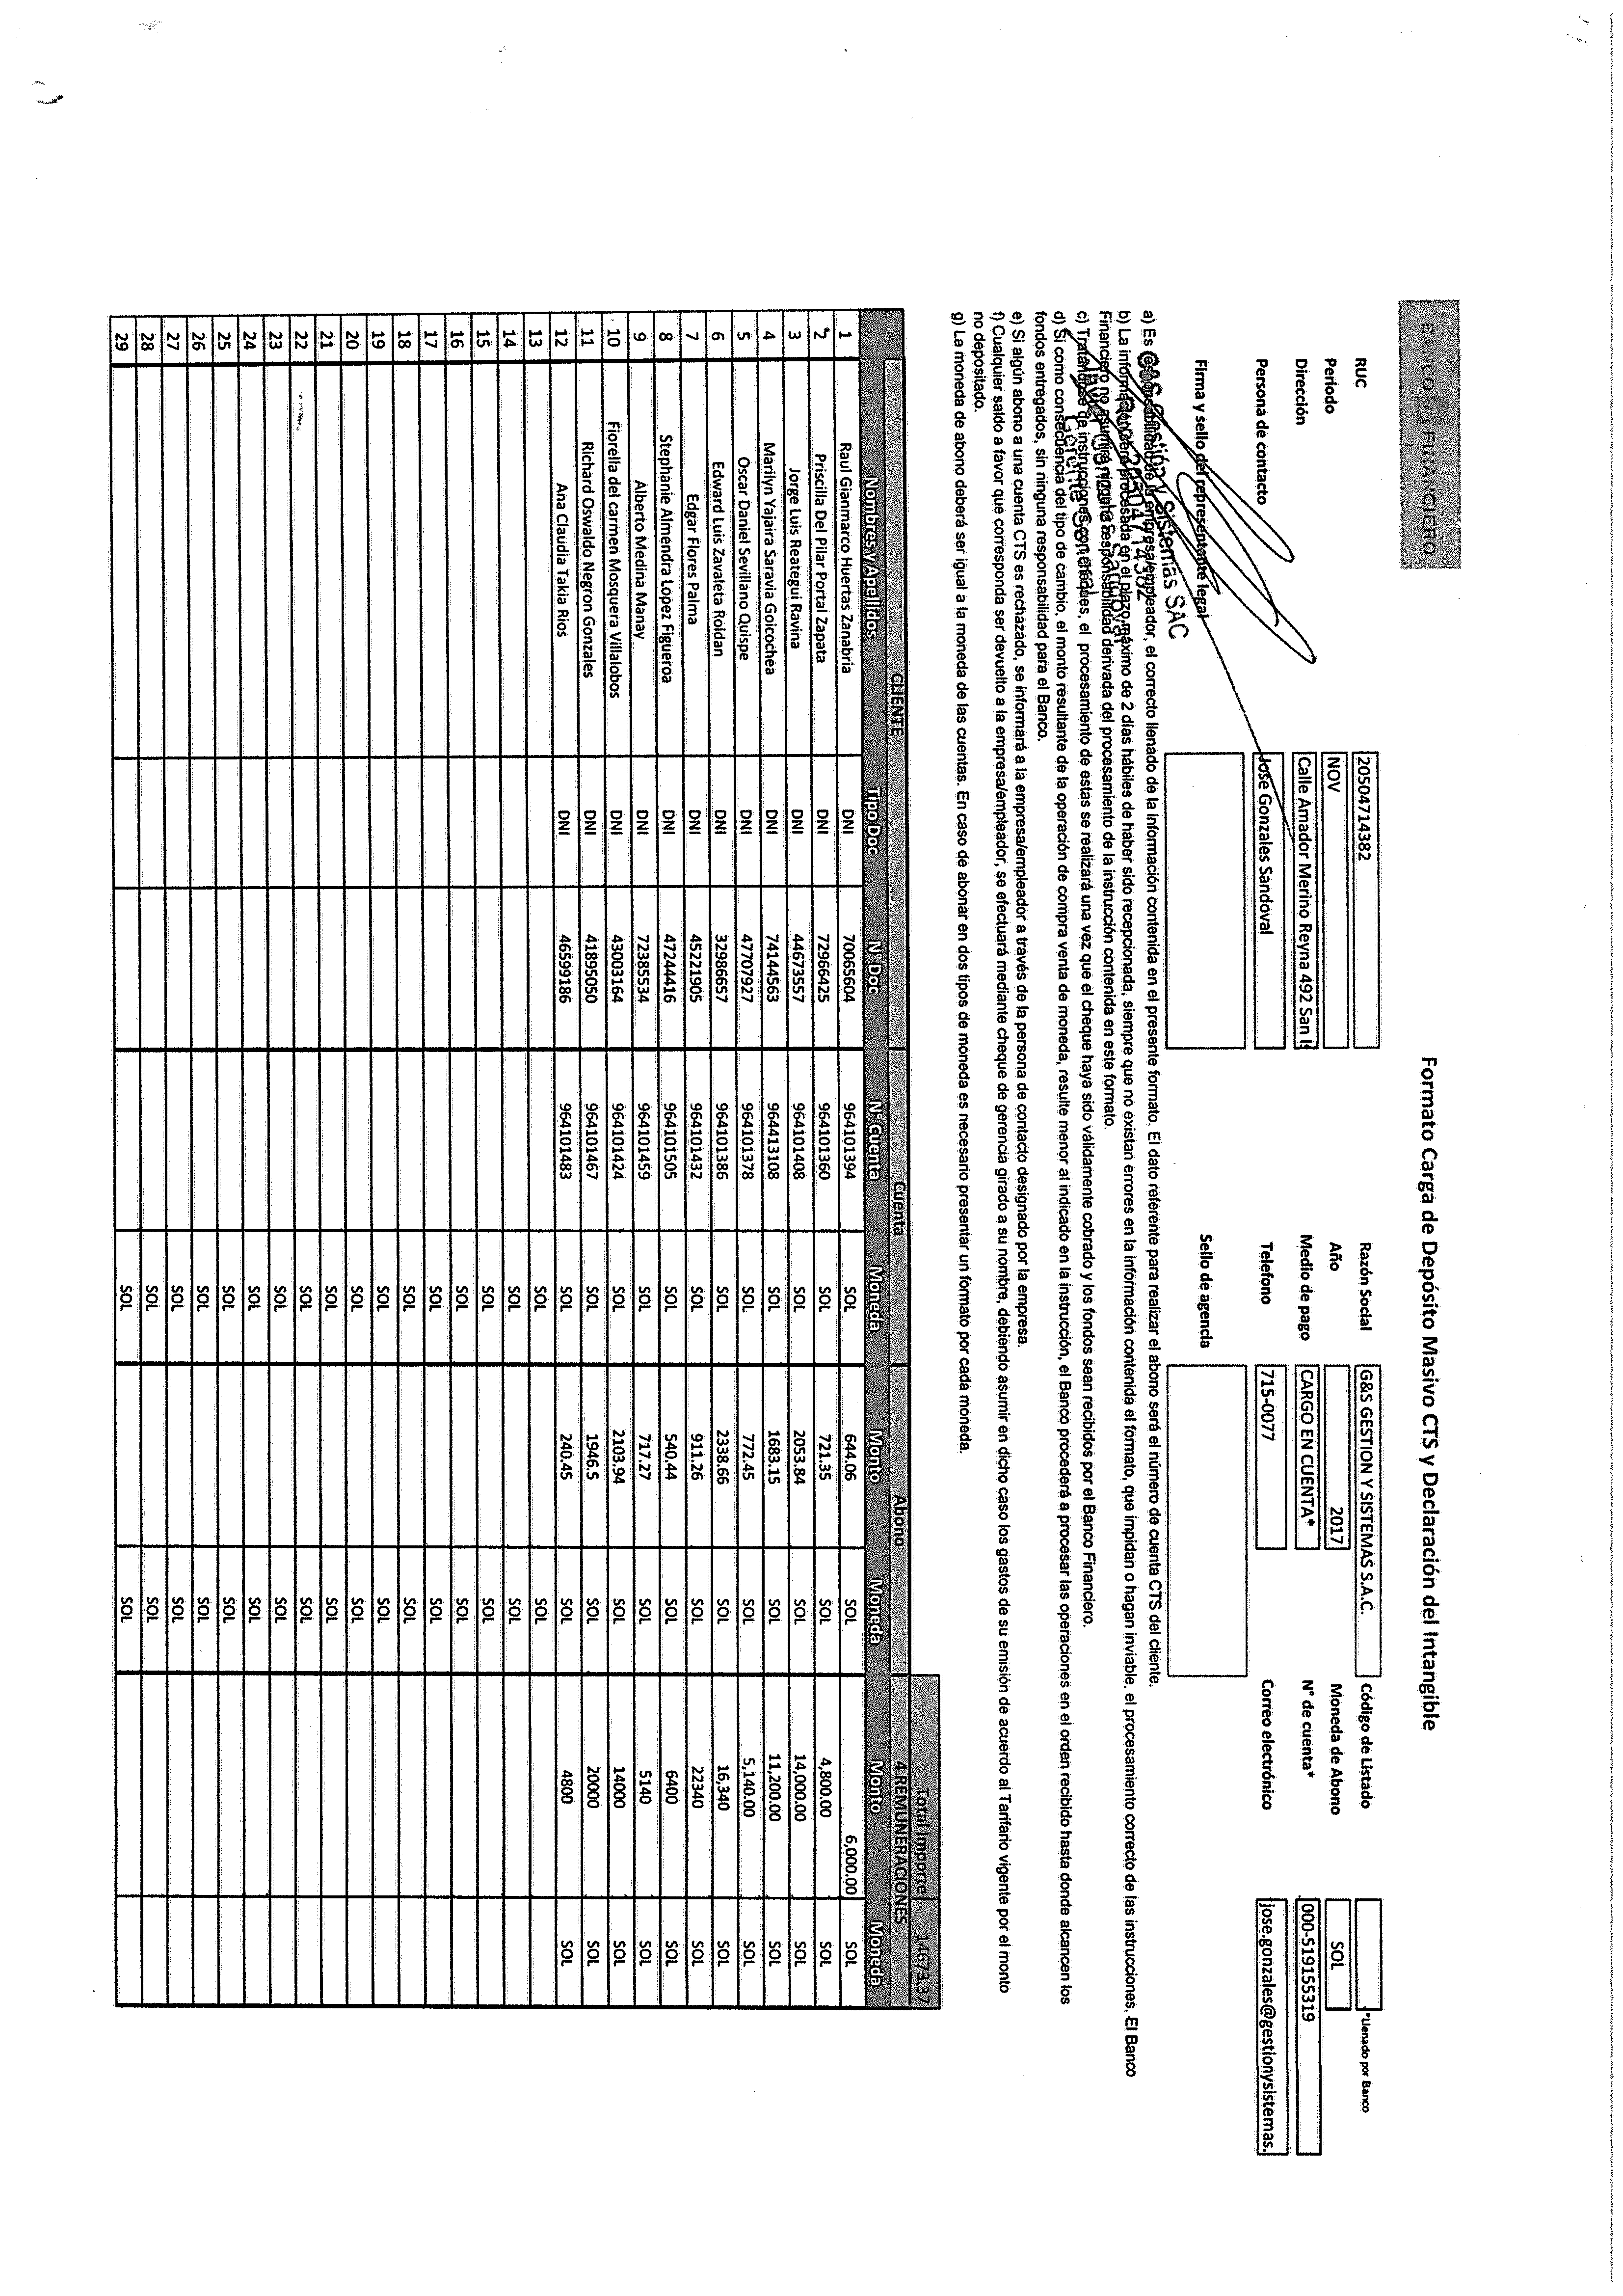 BANCO FINANCIERO
Formato Carga de Depósito Masivo CTS y Declaración del Intangible
RUC 20504714382 Razón Social G&S GESTION Y SISTEMAS S.A.C. Código de Listado *Llenado por Banco
Periodo NOV Año 2017 Moneda de Abono SOL
Dirección Calle Amador Merino Reyna 492 San Is Medio de pago CARGO EN CUENTA* N° de cuenta* 000-519155319
Persona de contacto Jose Gonzales Sandoval Telefono 715-0077 Correo electrónico jose.gonzales@gestionysistemas.
Firma y sello del representante legal Sello de agencia
G&S Gestión y Sistemas SAC
a) Es responsabilidad de la empresa/empleador, el correcto llenado de la información contenida en el presente formato. El dato referente para realizar el abono será el número de cuenta CTS del cliente.
b) La información será procesada en el plazo máximo de 2 días hábiles de haber sido recepcionada, siempre que no existan errores en la información contenida el formato, que impidan o hagan inviable, el procesamiento correcto de las instrucciones. El Banco
Financiero no asumirá ninguna responsabilidad derivada del procesamiento de la instrucción contenida en este formato.
c) Tratándose de instrucciones con cheques, el procesamiento de estas se realizará una vez que el cheque haya sido válidamente cobrado y los fondos sean recibidos por el Banco Financiero.
d) Si como consecuencia del tipo de cambio, el monto resultante de la operación de compra venta de moneda, resulte menor al indicado en la instrucción, el Banco procederá a procesar las operaciones en el orden recibido hasta donde alcancen los
fondos entregados, sin ninguna responsabilidad para el Banco.
e) Si algún abono a una cuenta CTS es rechazado, se informará a la empresa/empleador a través de la persona de contacto designado por la empresa.
f) Cualquier saldo a favor que corresponda ser devuelto a la empresa/empleador, se efectuará mediante cheque de gerencia girado a su nombre, debiendo asumir en dicho caso los gastos de su emisión de acuerdo al Tarifario vigente por el monto
no depositado.
g) La moneda de abono deberá ser igual a la moneda de las cuentas. En caso de abonar en dos tipos de moneda es necesario presentar un formato por cada moneda.
Total Importe 14673.37
CLIENTE Cuenta Abono 4 REMUNERACIONES
Nombres y Apellidos Tipo Doc N° Doc N° Cuenta Moneda Monto Moneda Monto Moneda
1 Raul Gianmarco Huertas Zanabria DNI 70065604 964101394 SOL 644.06 SOL 6,000.00 SOL
2 Priscilla Del Pilar Portal Zapata DNI 72966425 964101360 SOL 721.35 SOL 4,800.00 SOL
3 Jorge Luis Reategui Ravina DNI 44673557 964101408 SOL 2053.84 SOL 14,000.00 SOL
4 Marilyn Yajaira Saravia Goicochea DNI 74144563 964413108 SOL 1683.15 SOL 11,200.00 SOL
5 Oscar Daniel Sevillano Quispe DNI 47707927 964101378 SOL 772.45 SOL 5,140.00 SOL
6 Edward Luis Zavaleta Roldan DNI 32986657 964101386 SOL 2338.66 SOL 16,340 SOL
7 Edgar Flores Palma DNI 45221905 964101432 SOL 911.26 SOL 22340 SOL
8 Stephanie Almendra Lopez Figueroa DNI 47244416 964101505 SOL 540.44 SOL 6400 SOL
9 Alberto Medina Manay DNI 72385534 964101459 SOL 717.27 SOL 5140 SOL
10 Fiorella del carmen Mosquera Villalobos DNI 43003164 964101424 SOL 2103.94 SOL 14000 SOL
11 Richard Oswaldo Negron Gonzales DNI 41895050 964101467 SOL 1946.5 SOL 20000 SOL
12 Ana Claudia Takia Rios DNI 46599186 964101483 SOL 240.45 SOL 4800 SOL
13 SOL SOL
14 SOL SOL
15 SOL SOL
16 SOL SOL
17 SOL SOL
18 SOL SOL
19 SOL SOL
20 SOL SOL
21 SOL SOL
22 SOL SOL
23 SOL SOL
24 SOL SOL
25 SOL SOL
26 SOL SOL
27 SOL SOL
28 SOL SOL
29 SOL SOL